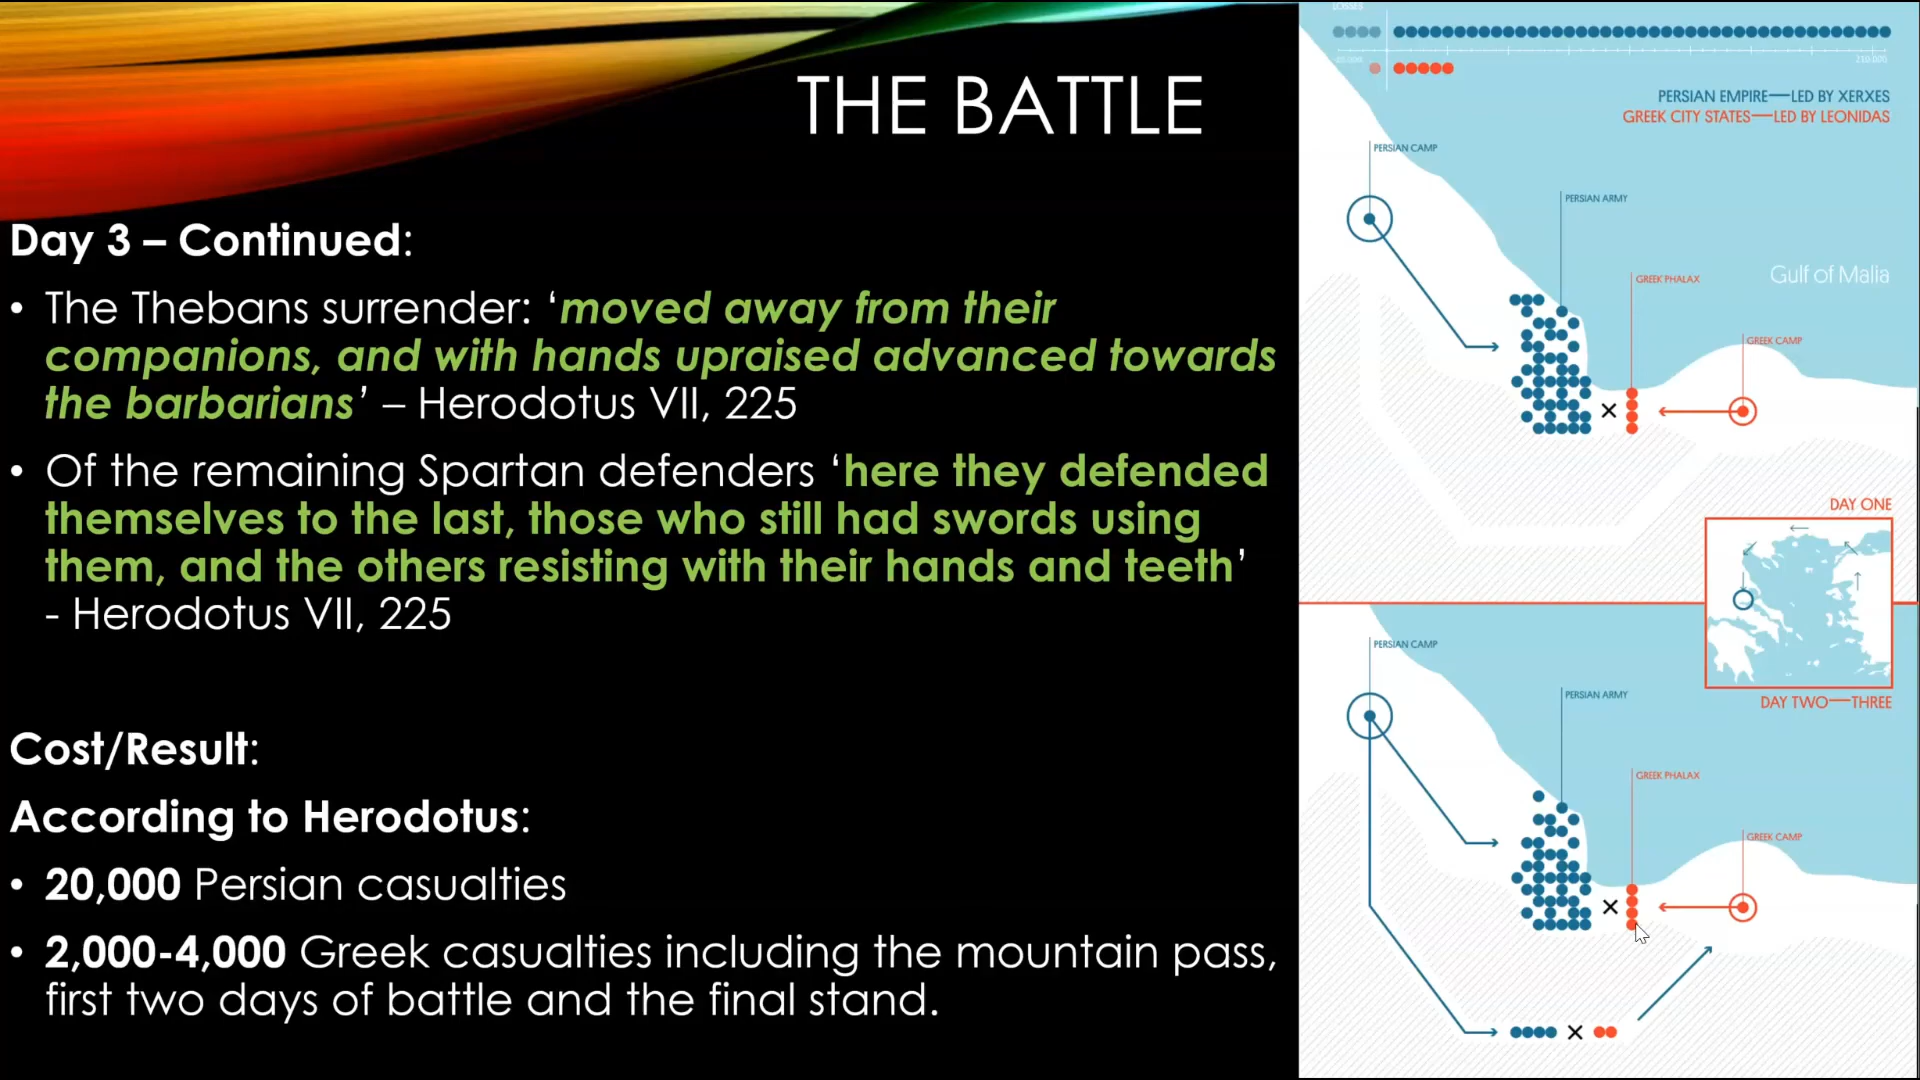 THE BATTLE
Day 3 – Continued:
• The Thebans surrender: ‘moved away from their
companions, and with hands upraised advanced towards
the barbarians’ – Herodotus VII, 225
• Of the remaining Spartan defenders ‘here they defended
themselves to the last, those who still had swords using
them, and the others resisting with their hands and teeth’
- Herodotus VII, 225
Cost/Result:
According to Herodotus:
• 20,000 Persian casualties
• 2,000-4,000 Greek casualties including the mountain pass,
first two days of battle and the final stand.
LOSSES
210,000
PERSIAN EMPIRE—LED BY XERXES
GREEK CITY STATES—LED BY LEONIDAS
PERSIAN CAMP
PERSIAN ARMY
Gulf of Malia
GREEK PHALAX
GREEK CAMP
DAY ONE
DAY TWO—THREE
PERSIAN CAMP
PERSIAN ARMY
GREEK PHALAX
GREEK CAMP